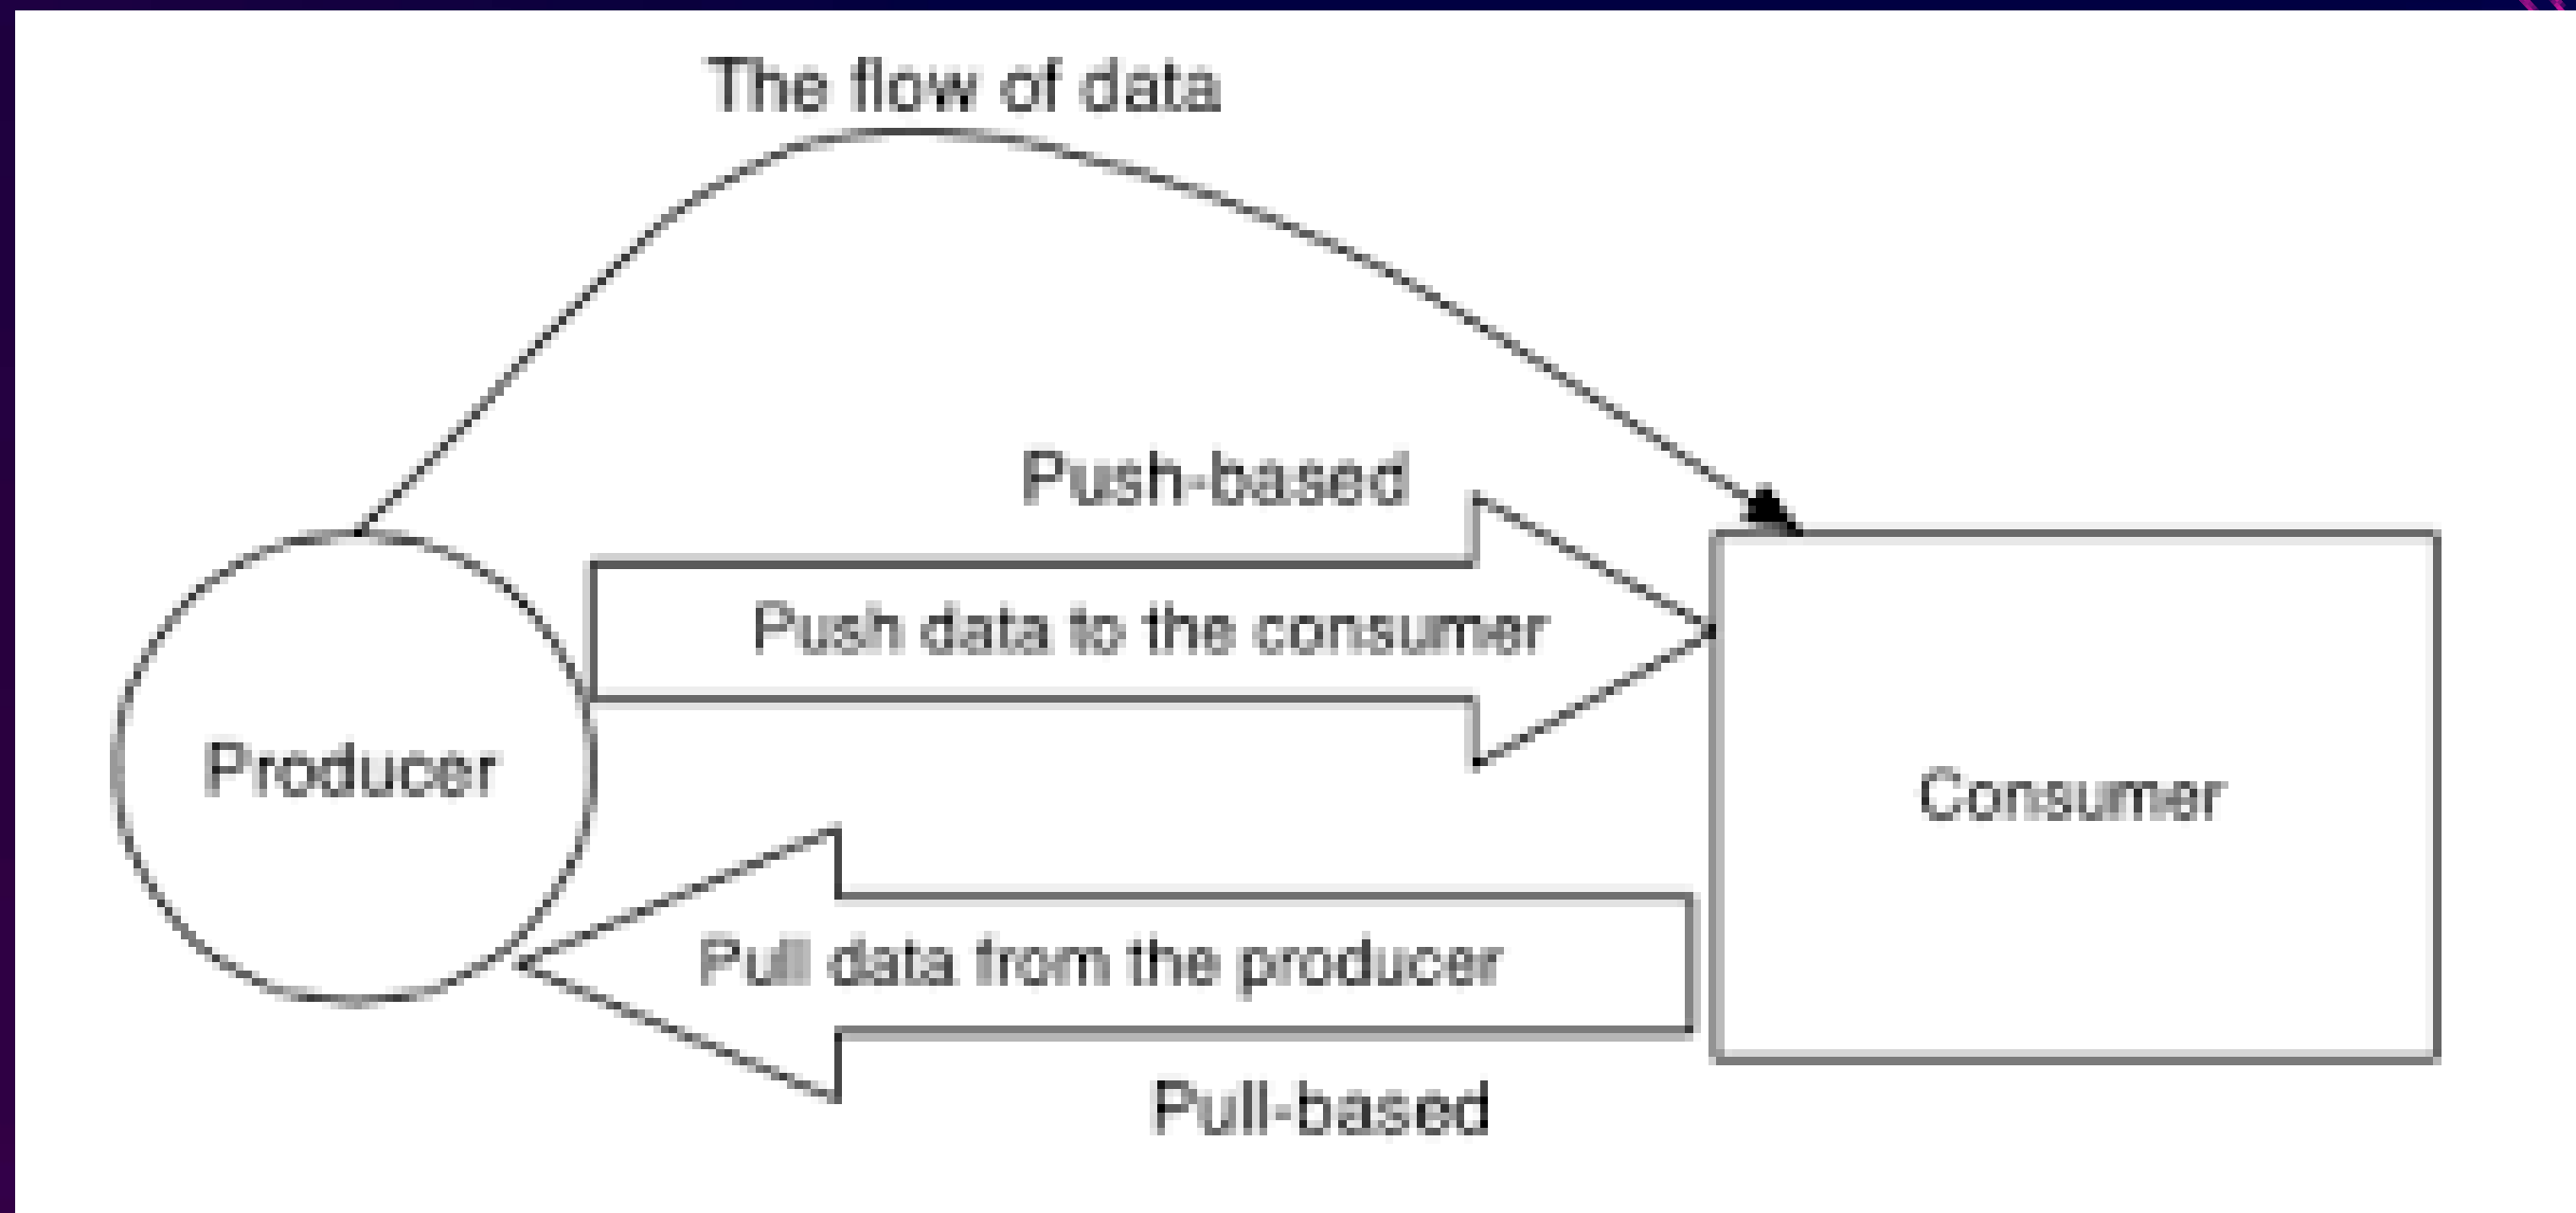 The flow of data
Push-based
Push data to the consumer
Producer
Consumer
Pull data from the producer
Pull-based